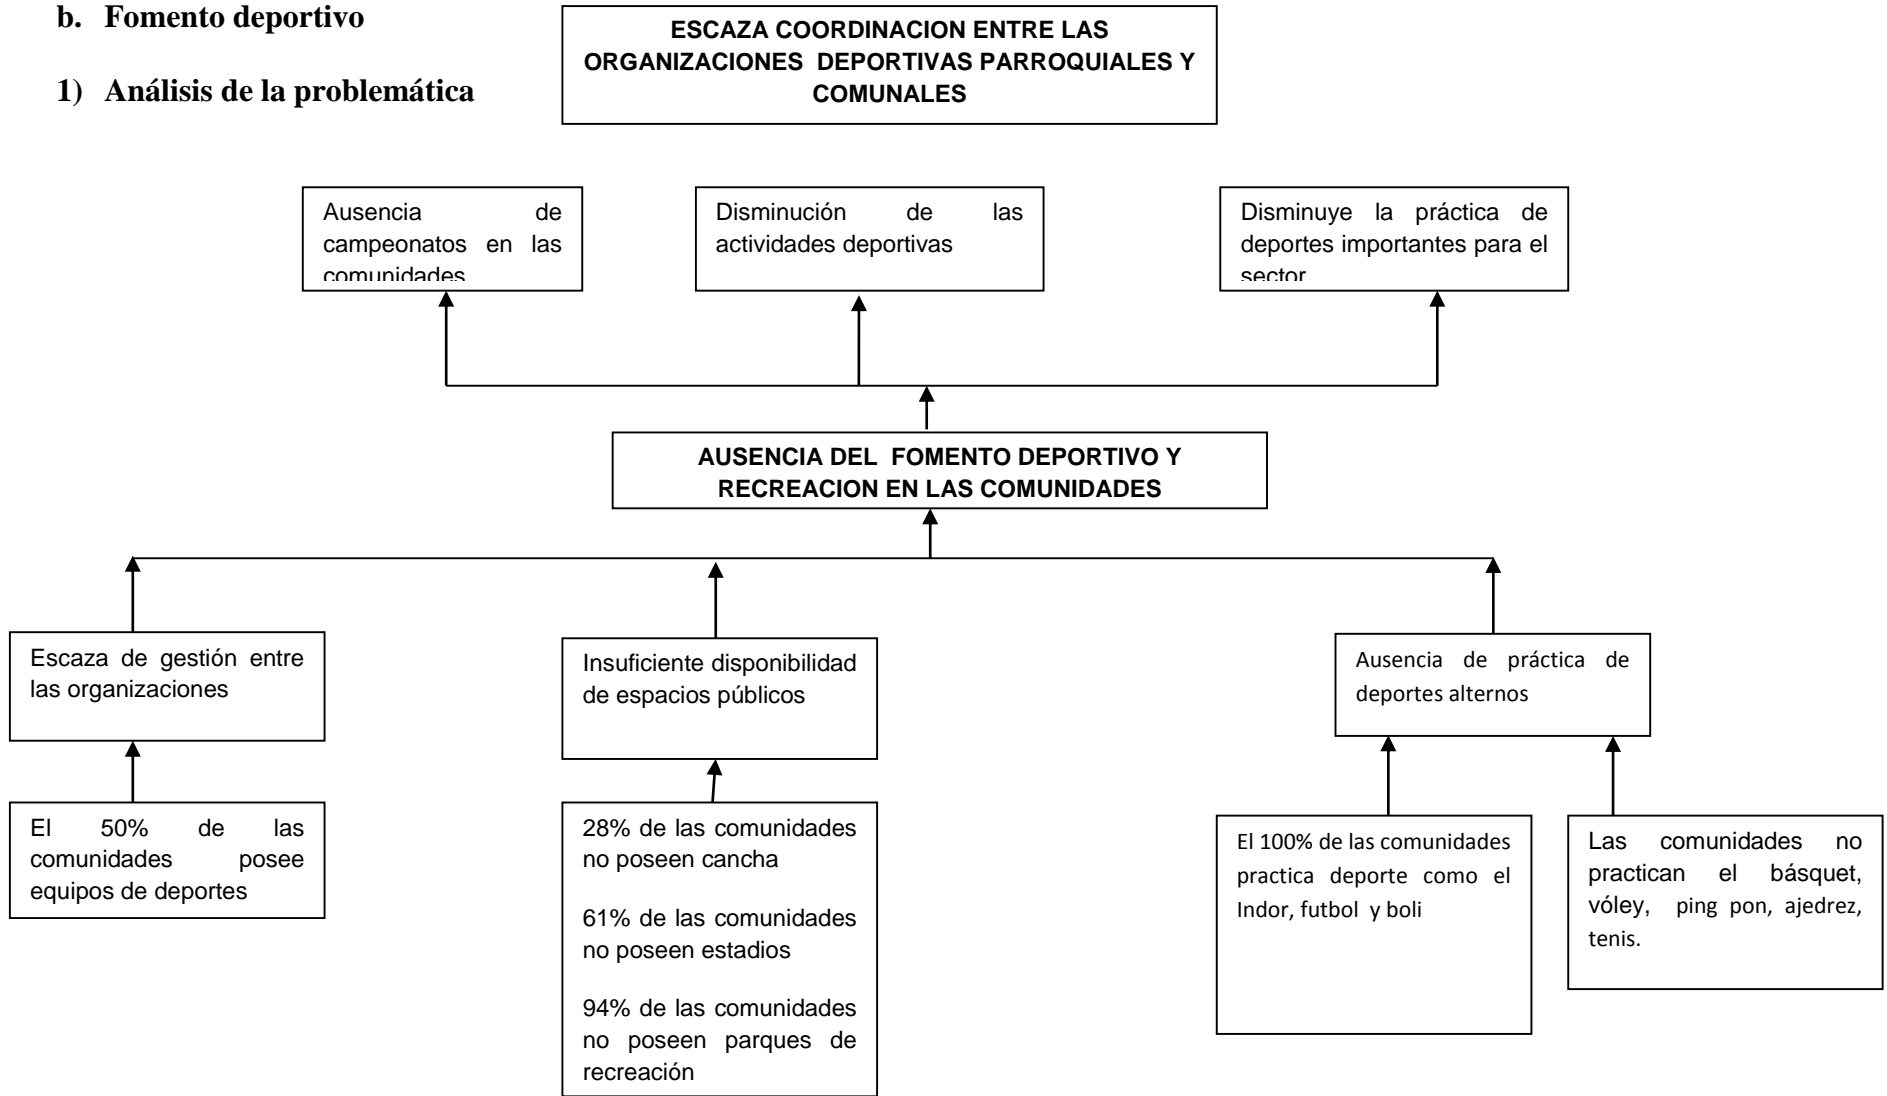 b. Fomento deportivo
1) Análisis de la problemática
ESCAZA COORDINACION ENTRE LAS
ORGANIZACIONES DEPORTIVAS PARROQUIALES Y
COMUNALES
Ausencia de
campeonatos en las
comunidades
Disminución de las
actividades deportivas
Disminuye la práctica de
deportes importantes para el
sector
AUSENCIA DEL FOMENTO DEPORTIVO Y
RECREACION EN LAS COMUNIDADES
Escaza de gestión entre
las organizaciones
Insuficiente disponibilidad
de espacios públicos
Ausencia de práctica de
deportes alternos
El 50% de las
comunidades posee
equipos de deportes
28% de las comunidades
no poseen cancha
61% de las comunidades
no poseen estadios
94% de las comunidades
no poseen parques de
recreación
El 100% de las comunidades
practica deporte como el
Indor, futbol y boli
Las comunidades no
practican el básquet,
vóley, ping pon, ajedrez,
tenis.